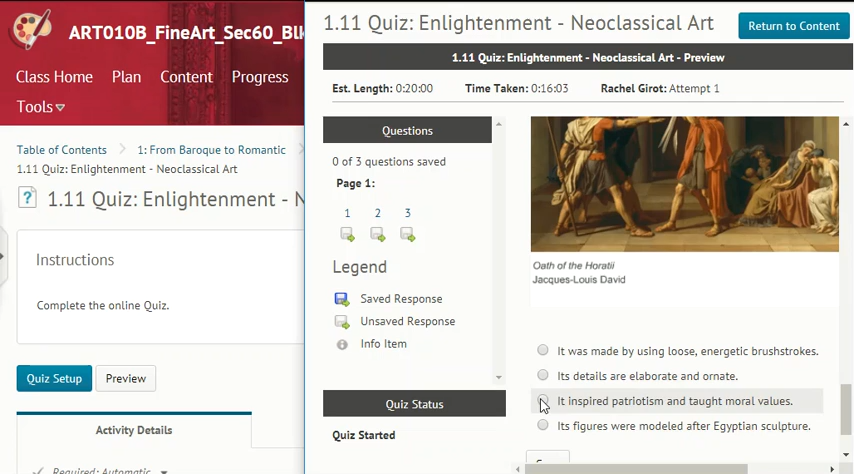 ART010B_FineArt_Sec60_Blk
Class Home Plan Content Progress
Tools
Table of Contents 1: From Baroque to Romantic
1.11 Quiz: Enlightenment - Neoclassical Art
1.11 Quiz: Enlightenment - N
Instructions
Complete the online Quiz.
Quiz Setup Preview
Activity Details
Required: Automatic
1.11 Quiz: Enlightenment - Neoclassical Art
Return to Content
1.11 Quiz: Enlightenment - Neoclassical Art - Preview
Est. Length: 0:20:00 Time Taken: 0:16:03 Rachel Girot: Attempt 1
Questions
0 of 3 questions saved
Page 1:
1 2 3
Legend
Saved Response
Unsaved Response
Info Item
Quiz Status
Quiz Started
Oath of the Horatii
Jacques-Louis David
It was made by using loose, energetic brushstrokes.
Its details are elaborate and ornate.
It inspired patriotism and taught moral values.
Its figures were modeled after Egyptian sculpture.